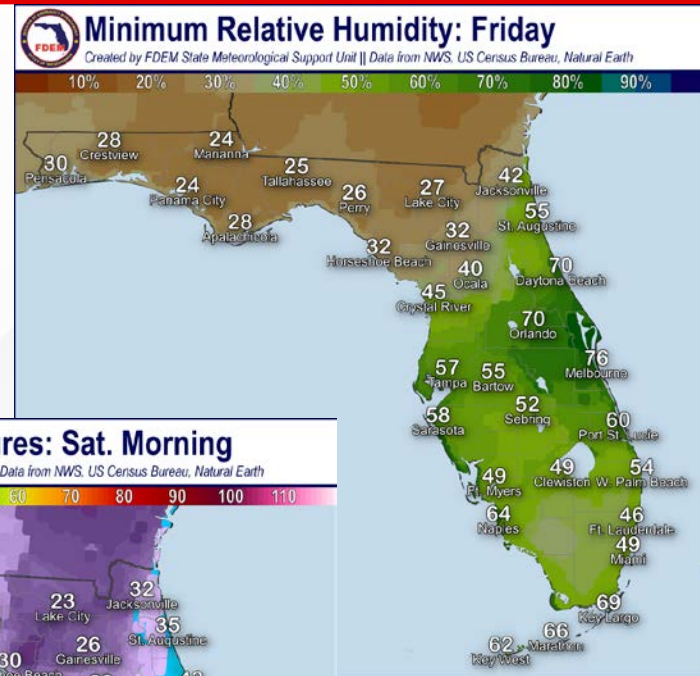 FDEM
Minimum Relative Humidity: Friday
Created by FDEM State Meteorological Support Unit || Data from NWS, US Census Bureau, Natural Earth
10% 20% 30% 40% 50% 60% 70% 80% 90%
28
Crestview
24
Marianna
30
Pensacola
25
Tallahassee
24
Panama City
26
Perry
27
Lake City
42
Jacksonville
28
Apalachicola
55
St. Augustine
32
Gainesville
32
Horseshoe Beach
40
Ocala
70
Daytona Beach
45
Crystal River
70
Orlando
76
Melbourne
57
Tampa
55
Bartow
58
Sarasota
52
Sebring
60
Port St. Lucie
49
Ft. Myers
49
Clewiston
54
W. Palm Beach
64
Naples
46
Ft. Lauderdale
49
Miami
69
Key Largo
66
Marathon
62
Key West
res: Sat. Morning
Data from NWS, US Census Bureau, Natural Earth
60 70 80 90 100 110
23
Lake City
32
Jacksonville
35
St. Augustine
26
Gainesville
30